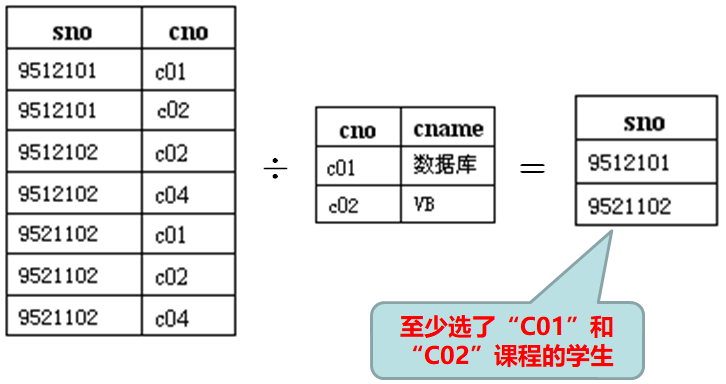 sno cno
9512101 c01
9512101 c02
9512102 c02
9512102 c04
9521102 c01
9521102 c02
9521102 c04
÷
cno cname
c01 数据库
c02 VB
=
sno
9512101
9521102
至少选了“C01”和
“C02”课程的学生